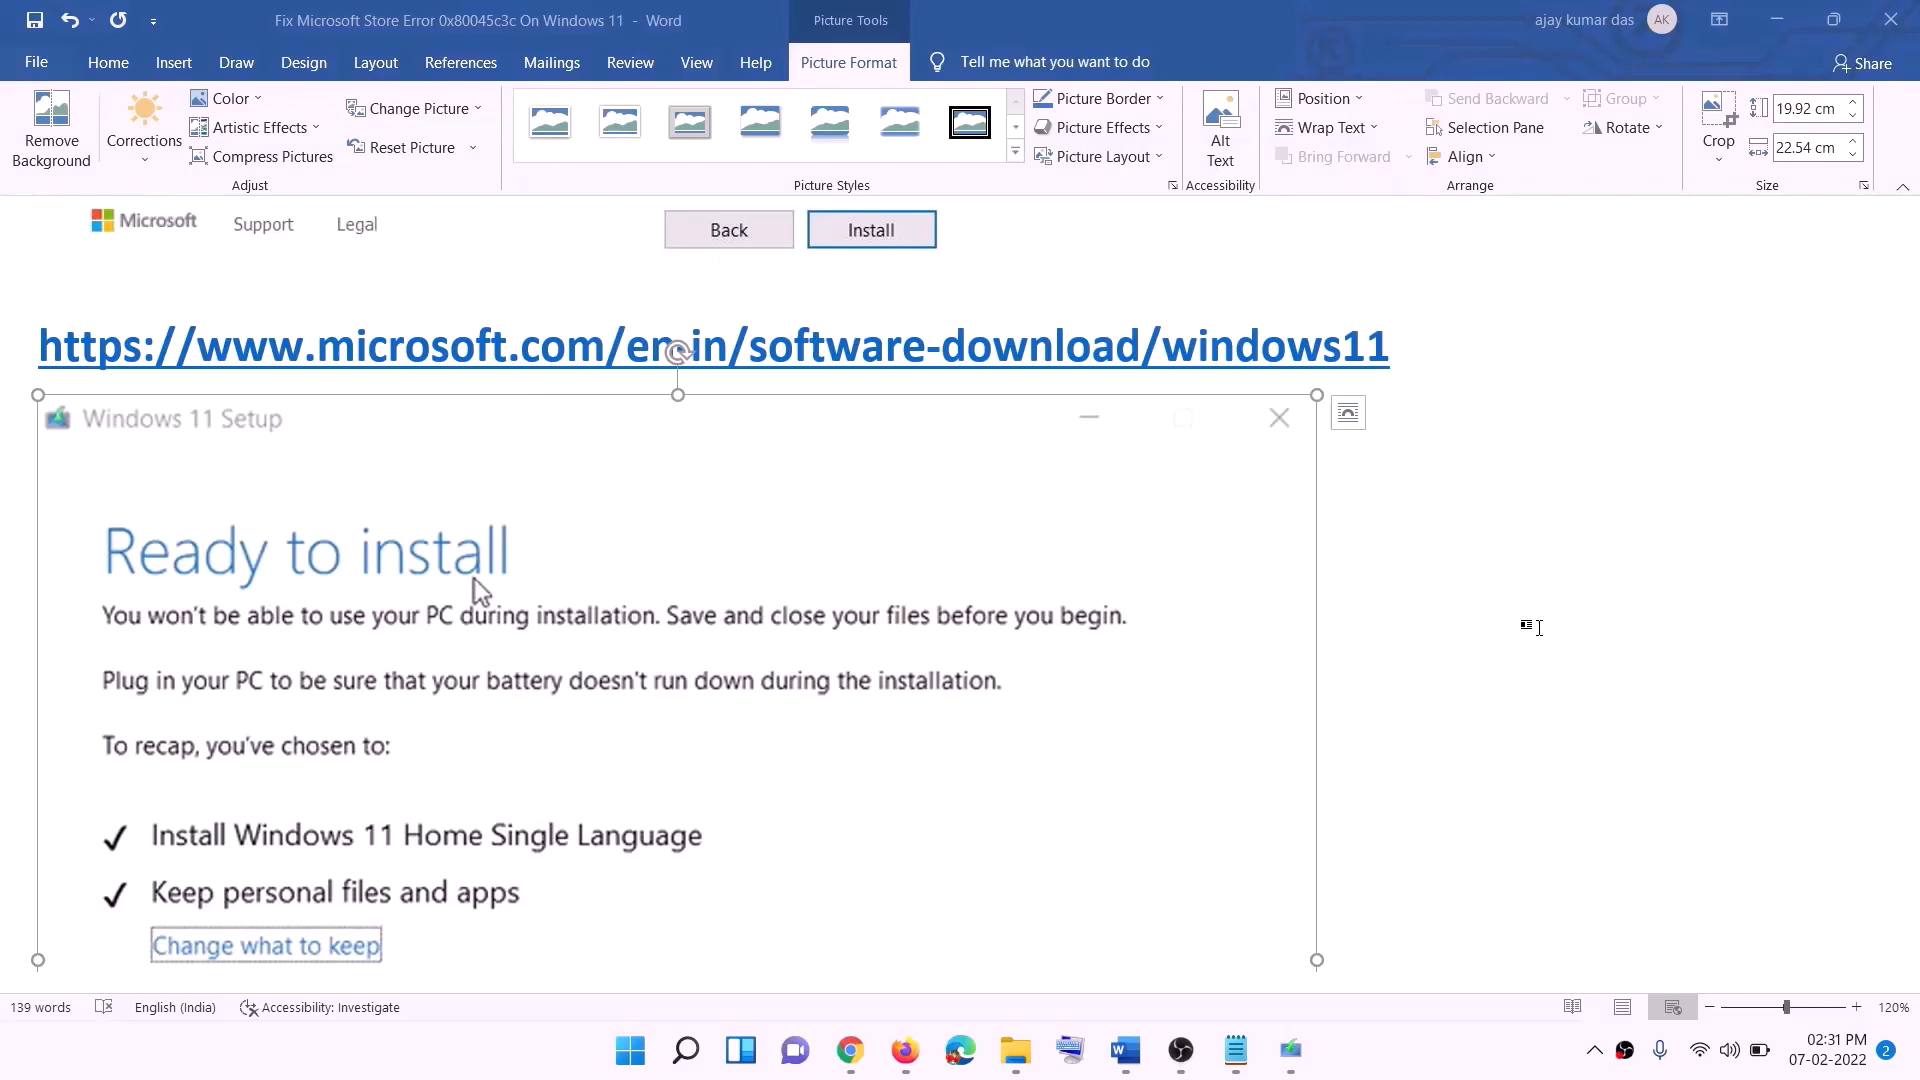 Fix Microsoft Store Error 0x80045c3c On Windows 11 - Word
Picture Tools
ajay kumar das
AK
File
Home
Insert
Draw
Design
Layout
References
Mailings
Review
View
Help
Picture Format
Tell me what you want to do
Share
Remove Background
Corrections
Color
Artistic Effects
Compress Pictures
Change Picture
Reset Picture
Adjust
Picture Styles
Picture Border
Picture Effects
Picture Layout
Alt Text
Accessibility
Position
Wrap Text
Bring Forward
Send Backward
Selection Pane
Align
Group
Rotate
Arrange
Crop
19.92 cm
22.54 cm
Size
Microsoft
Support
Legal
Back
Install
https://www.microsoft.com/en-in/software-download/windows11
Windows 11 Setup
Ready to install
You won't be able to use your PC during installation. Save and close your files before you begin.
Plug in your PC to be sure that your battery doesn't run down during the installation.
To recap, you've chosen to:
✓ Install Windows 11 Home Single Language
✓ Keep personal files and apps
Change what to keep
139 words
English (India)
Accessibility: Investigate
120%
02:31 PM
07-02-2022
2